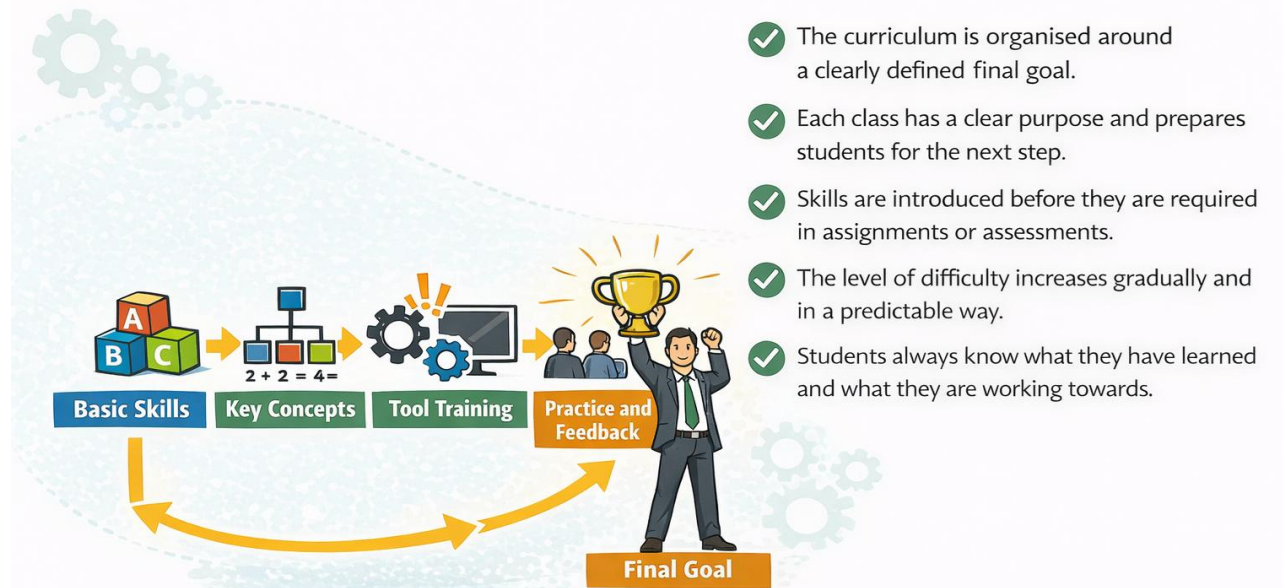 The curriculum is organised around
a clearly defined final goal.
Each class has a clear purpose and prepares
students for the next step.
Skills are introduced before they are required
in assignments or assessments.
The level of difficulty increases gradually and
in a predictable way.
Students always know what they have learned
and what they are working towards.
A
B C
2 + 2 = 4=
Basic Skills
Key Concepts
Tool Training
Practice and
Feedback
Final Goal